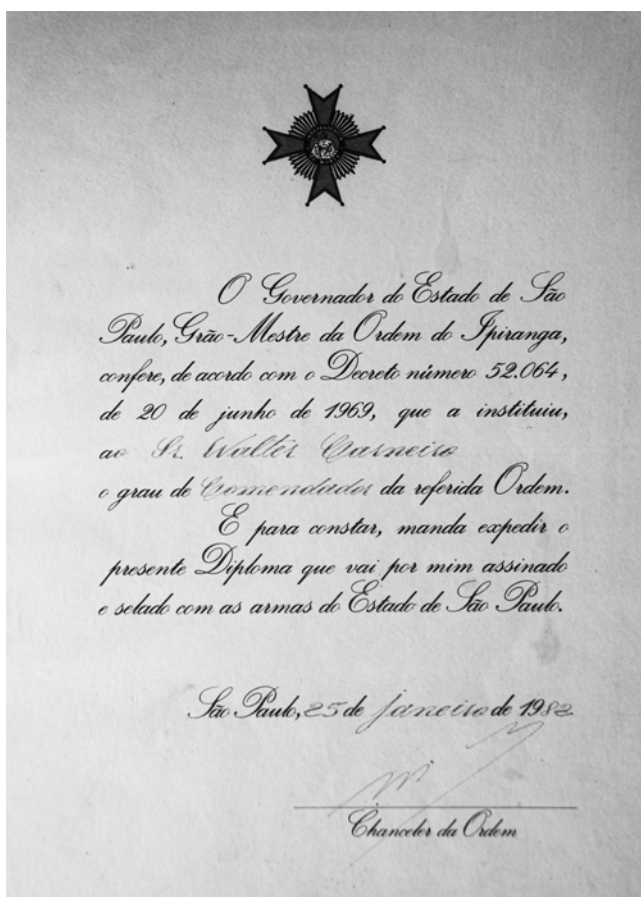 O Governador do Estado de São
Paulo, Grão-Mestre da Ordem do Ipiranga,
confere, de acordo com o Decreto número 52.064,
de 20 de junho de 1969, que a instituiu,
ao Sr. Walter Carneiro
o grau de Comendador da referida Ordem.
E para constar, manda expedir o
presente Diploma que vai por mim assinado
e selado com as armas do Estado de São Paulo.
São Paulo, 25 de janeiro de 1982
Chanceler da Ordem